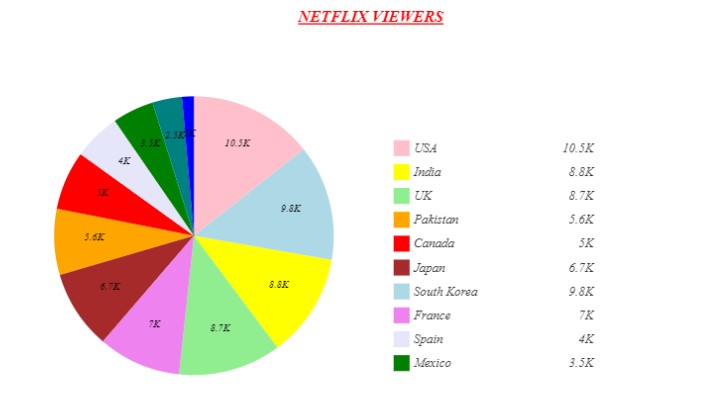 NETFLIX VIEWERS
10.5K
9.8K
8.8K
8.7K
7K
6.7K
5.6K
5K
4K
3.5K
2.5K
USA 10.5K
India 8.8K
UK 8.7K
Pakistan 5.6K
Canada 5K
Japan 6.7K
South Korea 9.8K
France 7K
Spain 4K
Mexico 3.5K